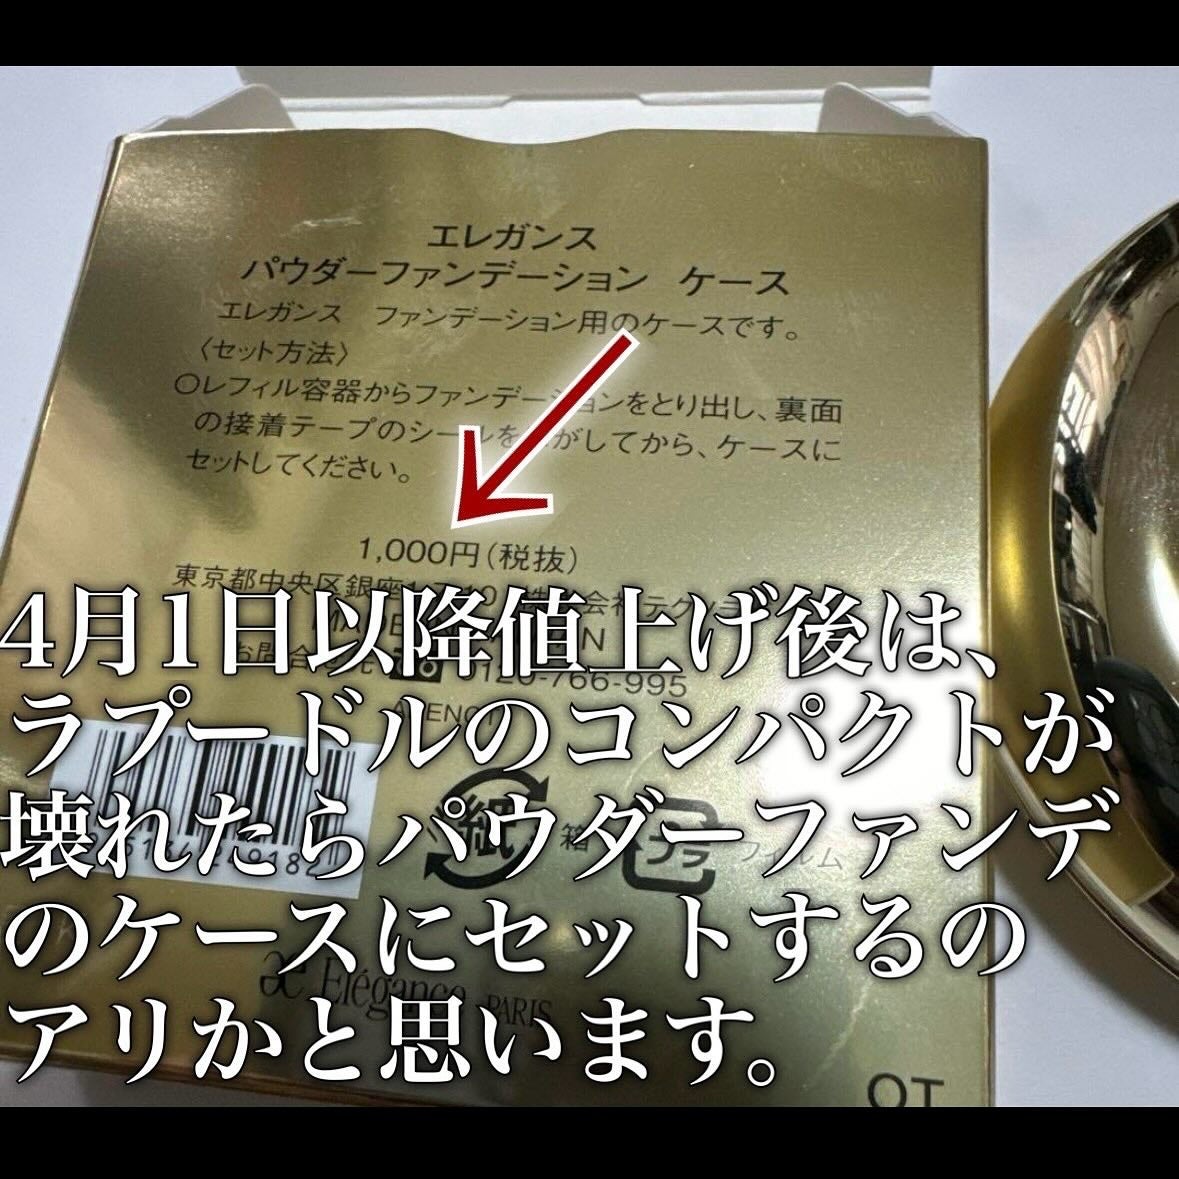 エレガンス
パウダーファンデーション ケース
エレガンス ファンデーション用のケースです。
〈セット方法〉
○レフィル容器からファンデーションをとり出し、裏面
の接着テープのシールを がしてから、ケースに
セットしてください。
1,000円(税抜)
東京都中央区銀座
4月1日以降値上げ後は、
0120-766-995
ラプードルのコンパクトが
壊れたらパウダーファンデ
紙 箱 プラ フィルム
のケースにセットするの
æ Elégance PARIS
アリかと思います。
OT